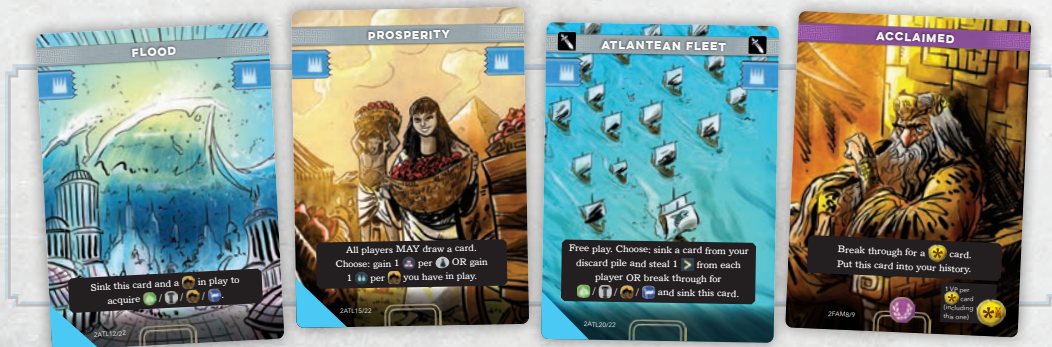 FLOOD
Sink this card and a in play to
acquire / / / .
2ATL12/22
PROSPERITY
All players MAY draw a card.
Choose: gain 1 per OR gain
1 per you have in play.
2ATL15/22
ATLANTEAN FLEET
Free play. Choose: sink a card from your
discard pile and steal 1 from each
player OR break through for
/ / / and sink this card.
2ATL20/22
ACCLAIMED
Break through for a card.
Put this card into your history.
1 VP per
card
(including
this one)
2FAM8/9